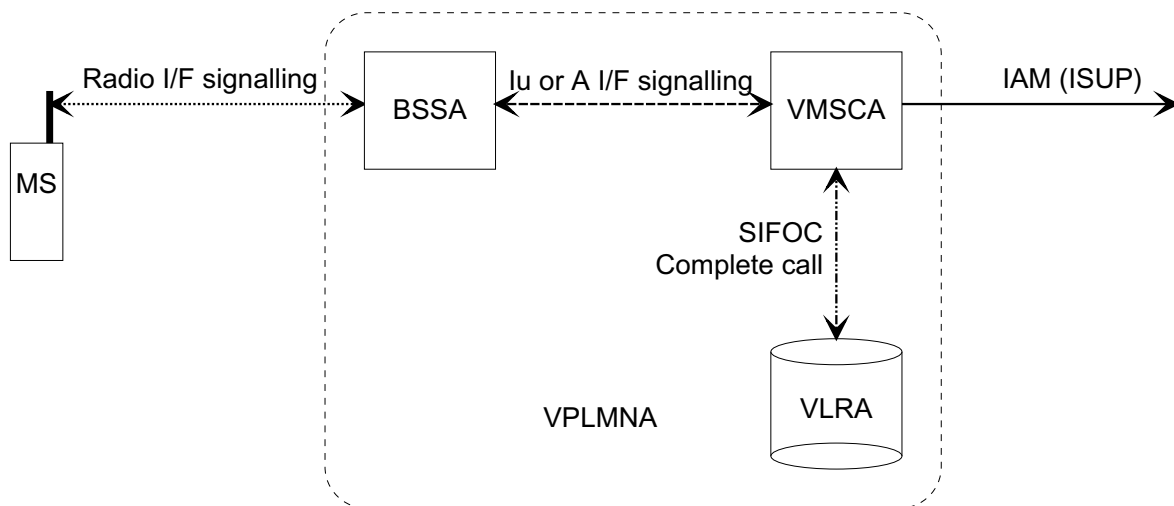 Radio I/F signalling
BSSA
Iu or A I/F signalling
VMSCA
IAM (ISUP)
MS
SIFOC
Complete call
VPLMNA
VLRA